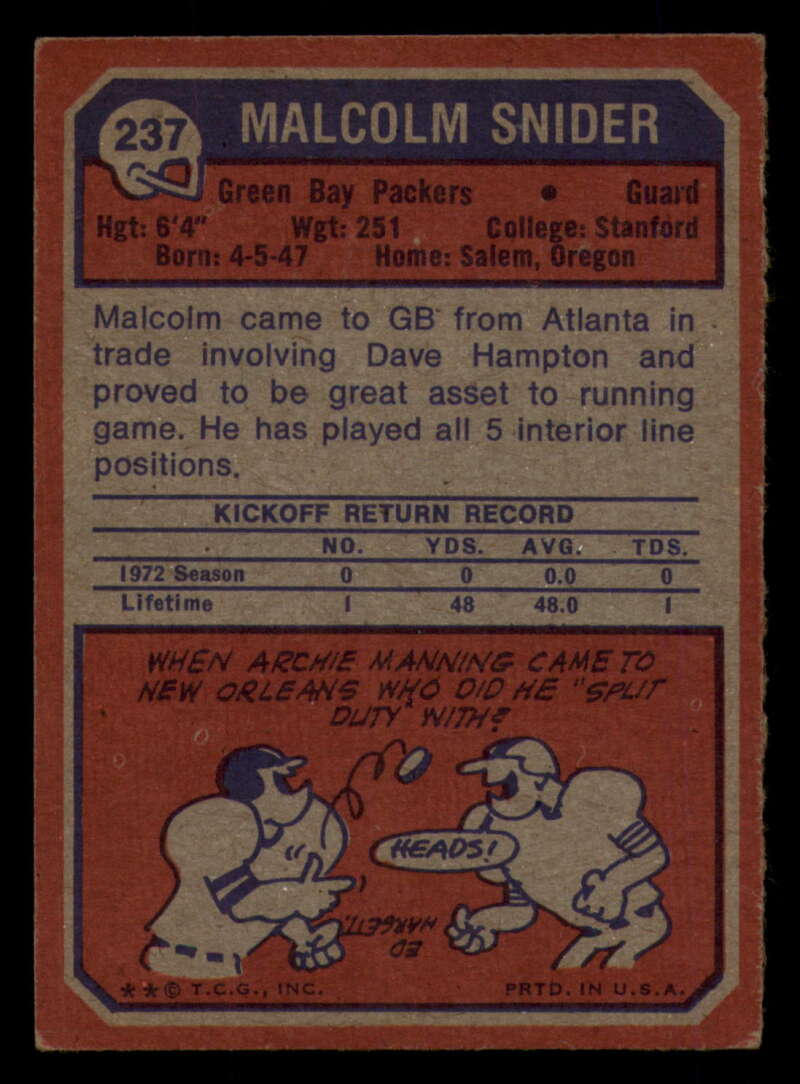 237
MALCOLM SNIDER
Green Bay Packers • Guard
Hgt: 6'4" Wgt: 251 College: Stanford
Born: 4-5-47 Home: Salem, Oregon
Malcolm came to GB from Atlanta in
trade involving Dave Hampton and
proved to be great asset to running
game. He has played all 5 interior line
positions.
KICKOFF RETURN RECORD
NO. YDS. AVG. TDS.
1972 Season 0 0 0.0 0
Lifetime 1 48 48.0 1
WHEN ARCHIE MANNING CAME TO
NEW ORLEANS WHO DID HE "SPLIT
DUTY" WITH?
HEADS!
ED
HARGETT.
**© T.C.G., INC. PRTD. IN U.S.A.